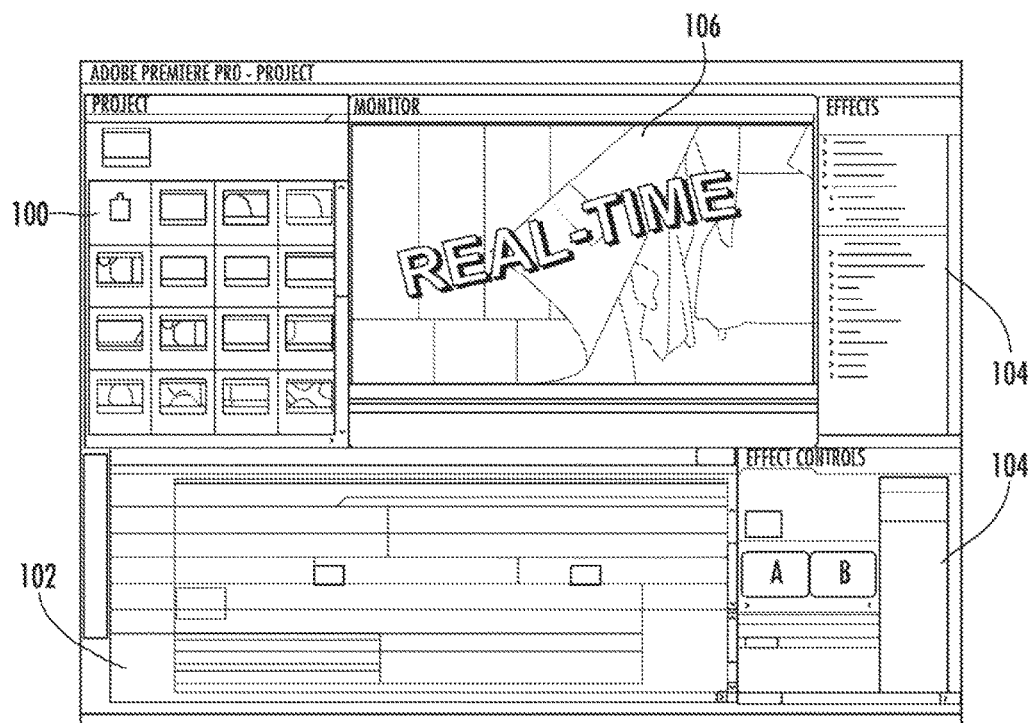 106
ADOBE PREMIERE PRO - PROJECT
PROJECT
MONITOR
EFFECTS
100
REAL-TIME
104
EFFECT CONTROLS
104
A
B
102